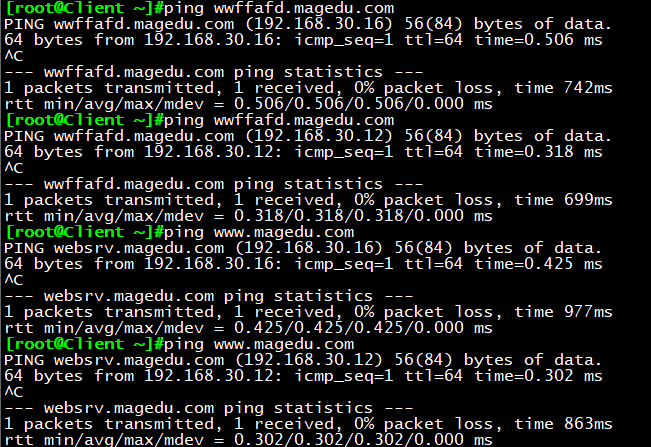 [root@Client ~]#ping wwffafd.magedu.com
PING wwffafd.magedu.com (192.168.30.16) 56(84) bytes of data.
64 bytes from 192.168.30.16: icmp_seq=1 ttl=64 time=0.506 ms
^C
--- wwffafd.magedu.com ping statistics ---
1 packets transmitted, 1 received, 0% packet loss, time 742ms
rtt min/avg/max/mdev = 0.506/0.506/0.506/0.000 ms
[root@Client ~]#ping wwffafd.magedu.com
PING wwffafd.magedu.com (192.168.30.12) 56(84) bytes of data.
64 bytes from 192.168.30.12: icmp_seq=1 ttl=64 time=0.318 ms
^C
--- wwffafd.magedu.com ping statistics ---
1 packets transmitted, 1 received, 0% packet loss, time 699ms
rtt min/avg/max/mdev = 0.318/0.318/0.318/0.000 ms
[root@Client ~]#ping www.magedu.com
PING websrv.magedu.com (192.168.30.16) 56(84) bytes of data.
64 bytes from 192.168.30.16: icmp_seq=1 ttl=64 time=0.425 ms
^C
--- websrv.magedu.com ping statistics ---
1 packets transmitted, 1 received, 0% packet loss, time 977ms
rtt min/avg/max/mdev = 0.425/0.425/0.425/0.000 ms
[root@Client ~]#ping www.magedu.com
PING websrv.magedu.com (192.168.30.12) 56(84) bytes of data.
64 bytes from 192.168.30.12: icmp_seq=1 ttl=64 time=0.302 ms
^C
--- websrv.magedu.com ping statistics ---
1 packets transmitted, 1 received, 0% packet loss, time 863ms
rtt min/avg/max/mdev = 0.302/0.302/0.302/0.000 ms